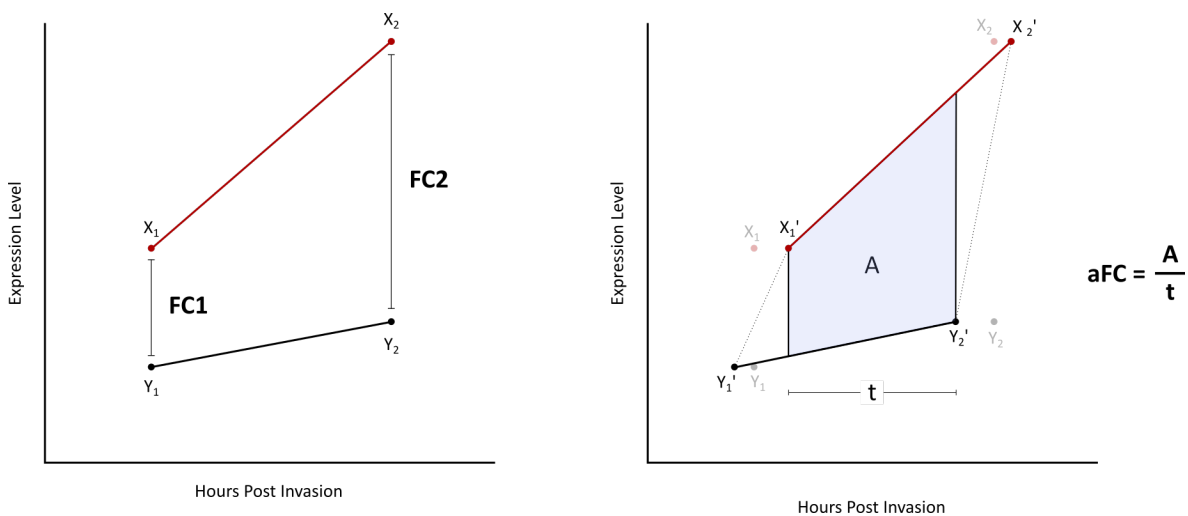 X₂
X₁
FC2
FC1
Y₂
Y₁
Expression Level
Hours Post Invasion
X₂
X₂'
X₁
X₁'
A
Y₂'
Y₂
Y₁'
Y₁
t
Expression Level
Hours Post Invasion
aFC = A
t